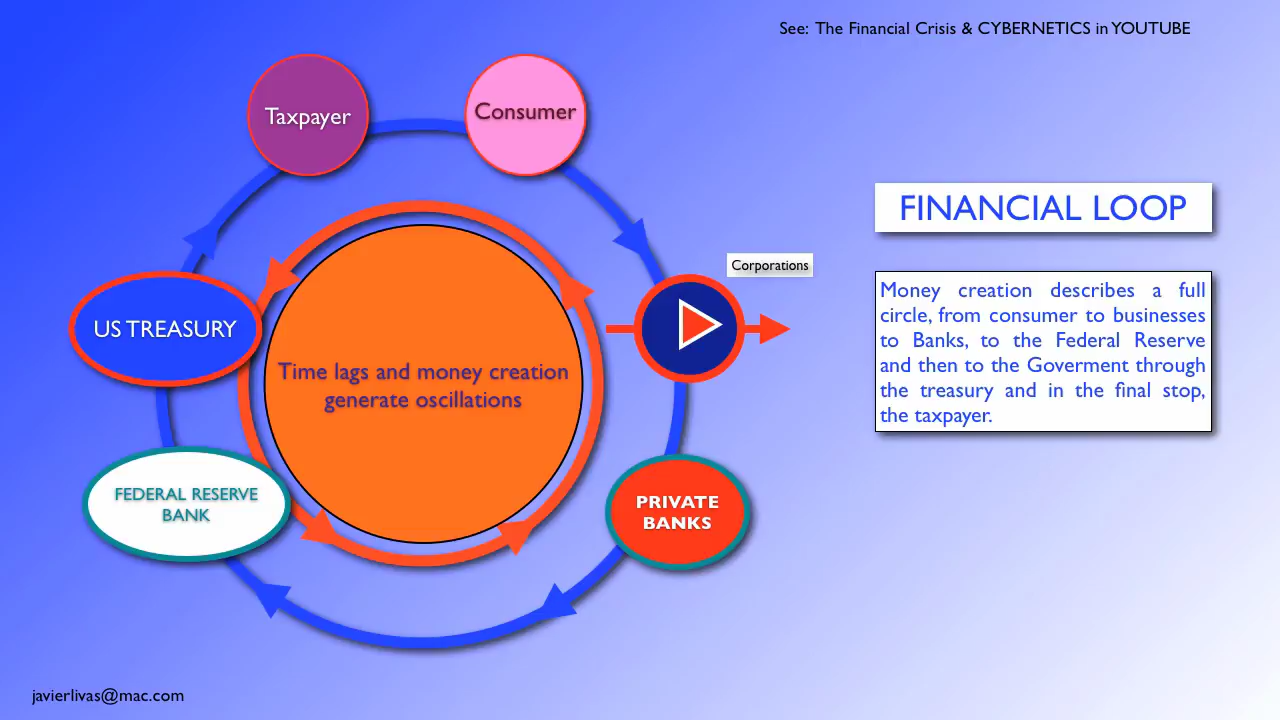 See: The Financial Crisis & CYBERNETICS in YOUTUBE
Taxpayer
Consumer
FINANCIAL LOOP
Corporations
Money creation describes a full
circle, from consumer to businesses
to Banks, to the Federal Reserve
and then to the Goverment through
the treasury and in the final stop,
the taxpayer.
US TREASURY
Time lags and money creation
generate oscillations
FEDERAL RESERVE
BANK
PRIVATE
BANKS
javierlivas@mac.com